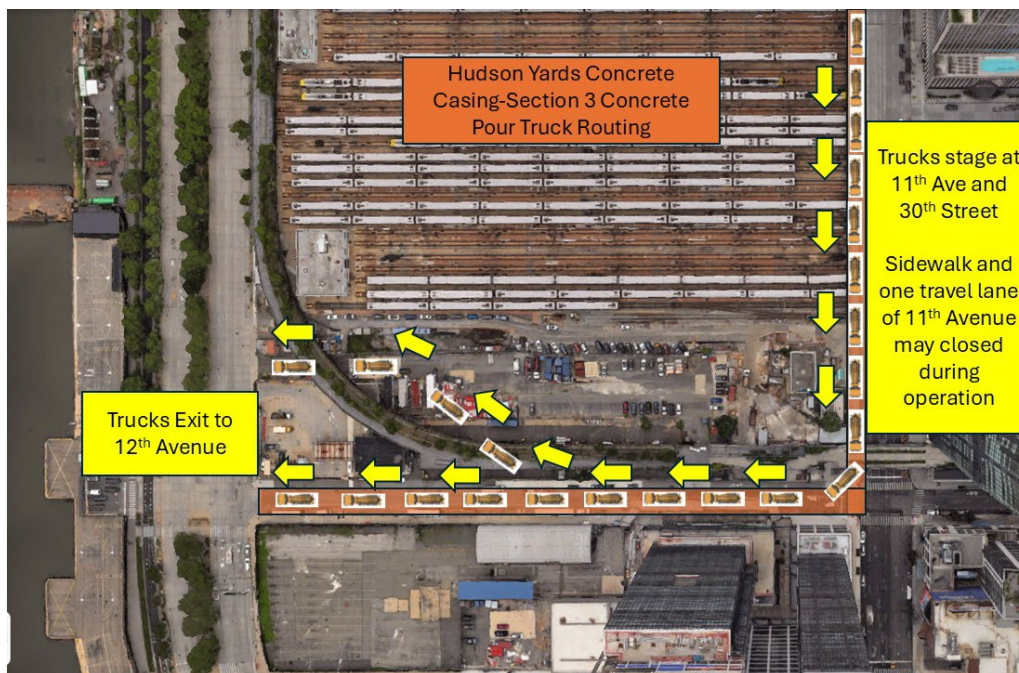 Hudson Yards Concrete
Casing-Section 3 Concrete
Pour Truck Routing
Trucks stage at
11th Ave and
30th Street
Sidewalk and
one travel lane
of 11th Avenue
may closed
during
operation
Trucks Exit to
12th Avenue